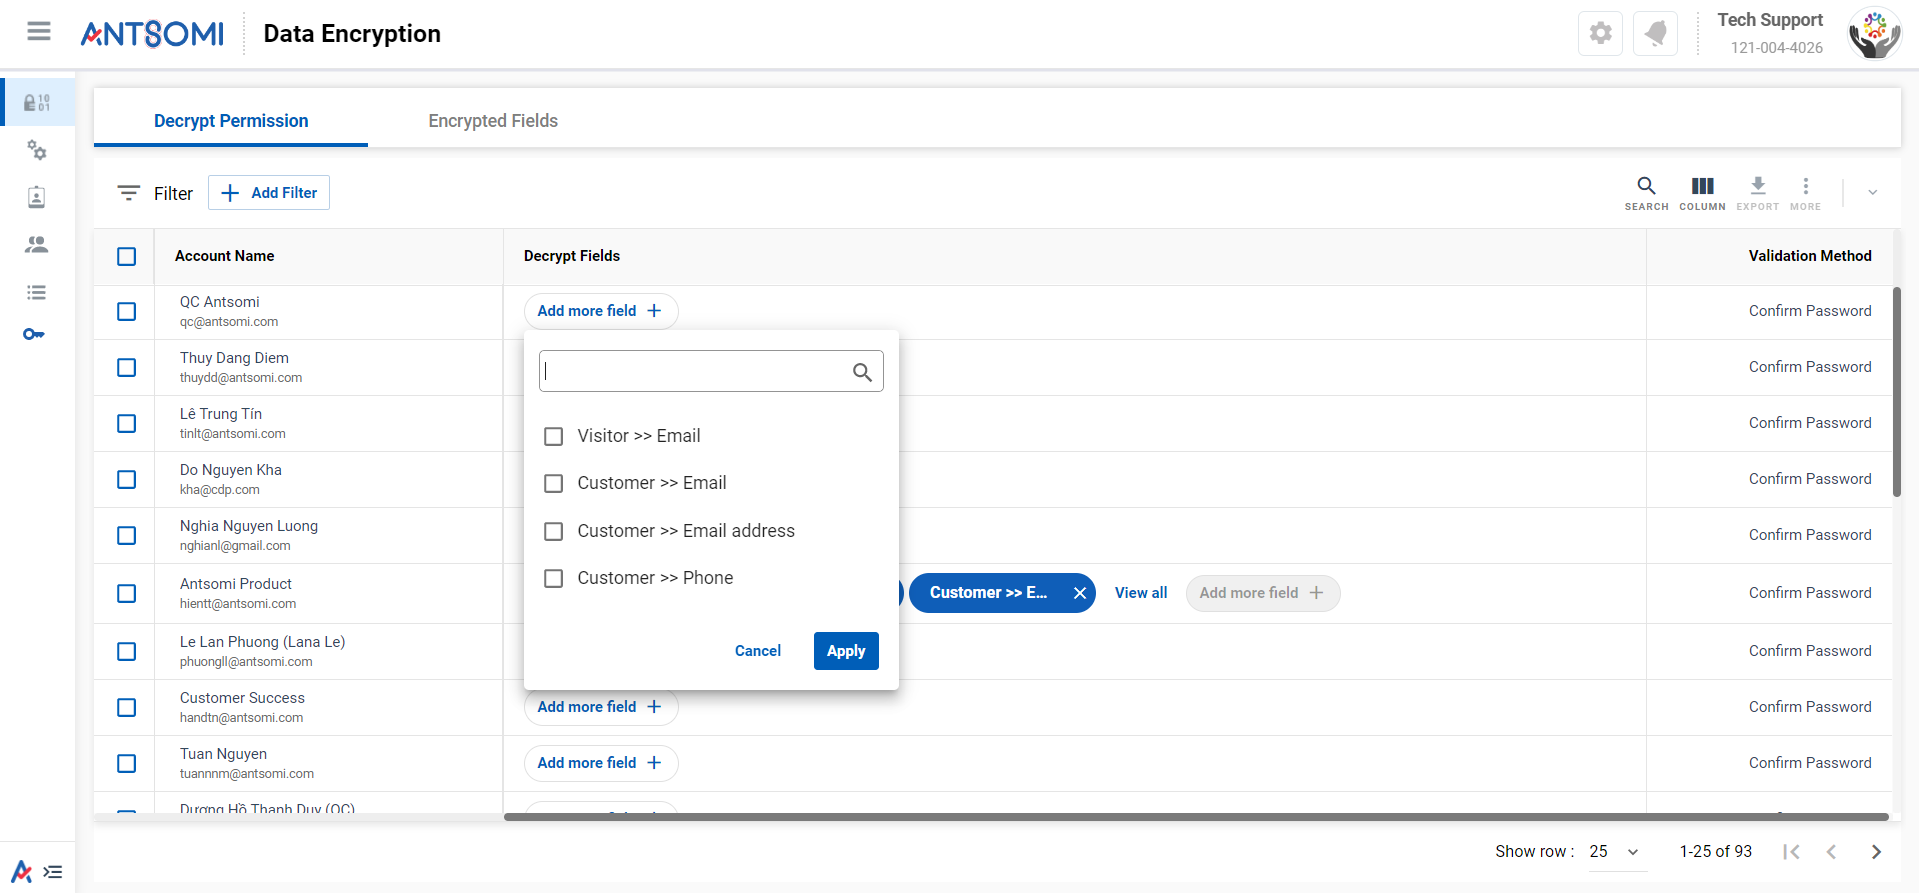 ANTSOMI
Data Encryption
Tech Support
121-004-4026
Decrypt Permission
Encrypted Fields
Filter
Add Filter
SEARCH
COLUMN
EXPORT
MORE
Account Name
Decrypt Fields
Validation Method
QC Antsomi
qc@antsomi.com
Add more field
Confirm Password
Thuy Dang Diem
thuydd@antsomi.com
Confirm Password
Lê Trung Tín
tinlt@antsomi.com
Confirm Password
Visitor >> Email
Do Nguyen Kha
kha@cdp.com
Customer >> Email
Confirm Password
Nghia Nguyen Luong
nghianl@gmail.com
Customer >> Email address
Confirm Password
Antsomi Product
hientt@antsomi.com
Customer >> Phone
Customer >> E...
View all
Add more field
Confirm Password
Le Lan Phuong (Lana Le)
phuongll@antsomi.com
Cancel
Apply
Confirm Password
Customer Success
handtn@antsomi.com
Add more field
Confirm Password
Tuan Nguyen
tuannnm@antsomi.com
Add more field
Confirm Password
Dương Hồ Thanh Duy (QC)
Show row :
25
1-25 of 93